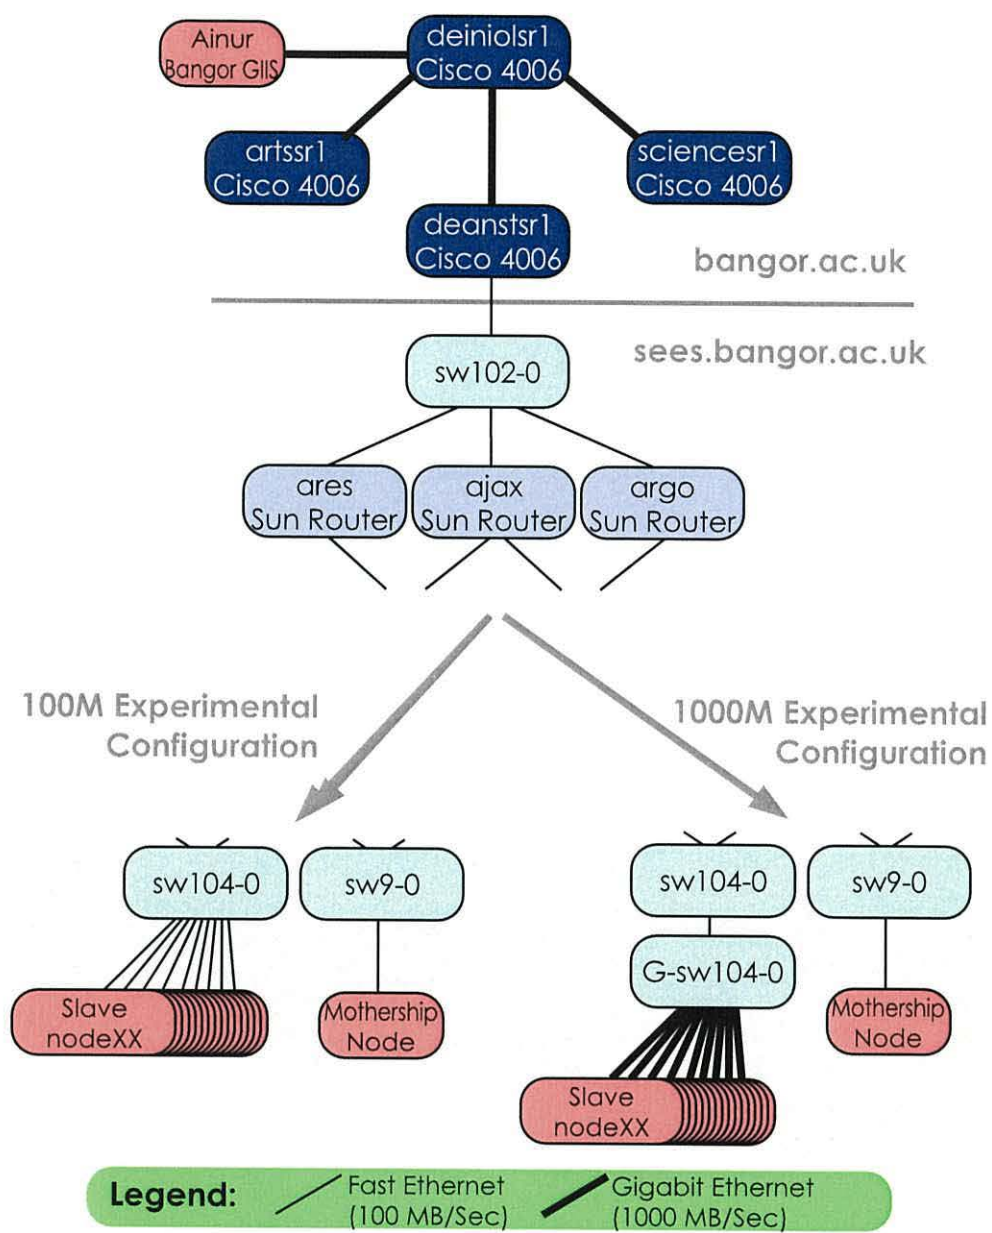 Ainur
Bangor GIIS
deiniolsr1
Cisco 4006
artssr1
Cisco 4006
sciencesr1
Cisco 4006
deanstsr1
Cisco 4006
bangor.ac.uk
sees.bangor.ac.uk
sw102-0
ares
Sun Router
ajax
Sun Router
argo
Sun Router
100M Experimental
Configuration
1000M Experimental
Configuration
sw104-0
sw9-0
Slave
nodeXX
Mothership
Node
sw104-0
sw9-0
G-sw104-0
Mothership
Node
Slave
nodeXX
Legend:
Fast Ethernet
(100 MB/Sec)
Gigabit Ethernet
(1000 MB/Sec)